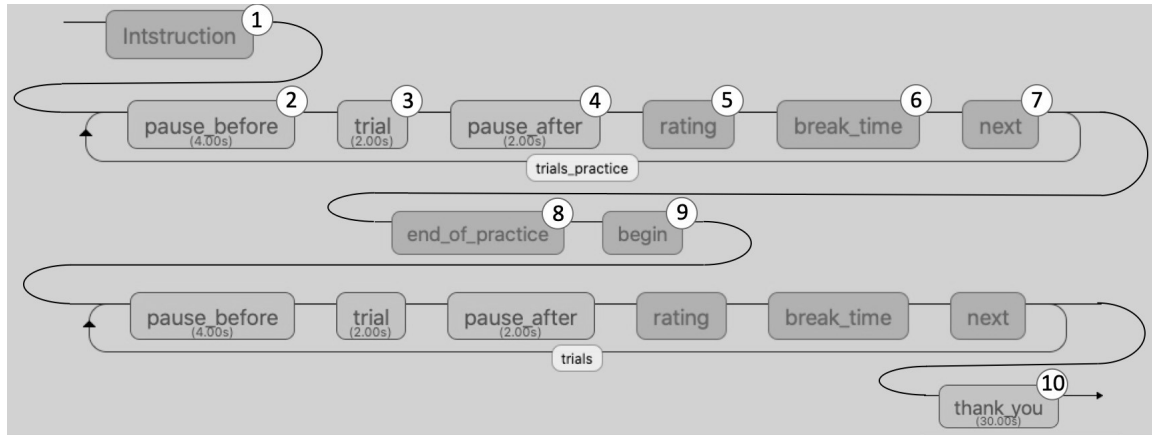 1
Intstruction
2 3 4 5 6 7
pause_before trial pause_after rating break_time next
(4.00s) (2.00s) (2.00s)
trials_practice
8 9
end_of_practice begin
pause_before trial pause_after rating break_time next
(4.00s) (2.00s) (2.00s)
trials
10
thank_you
(30.00s)